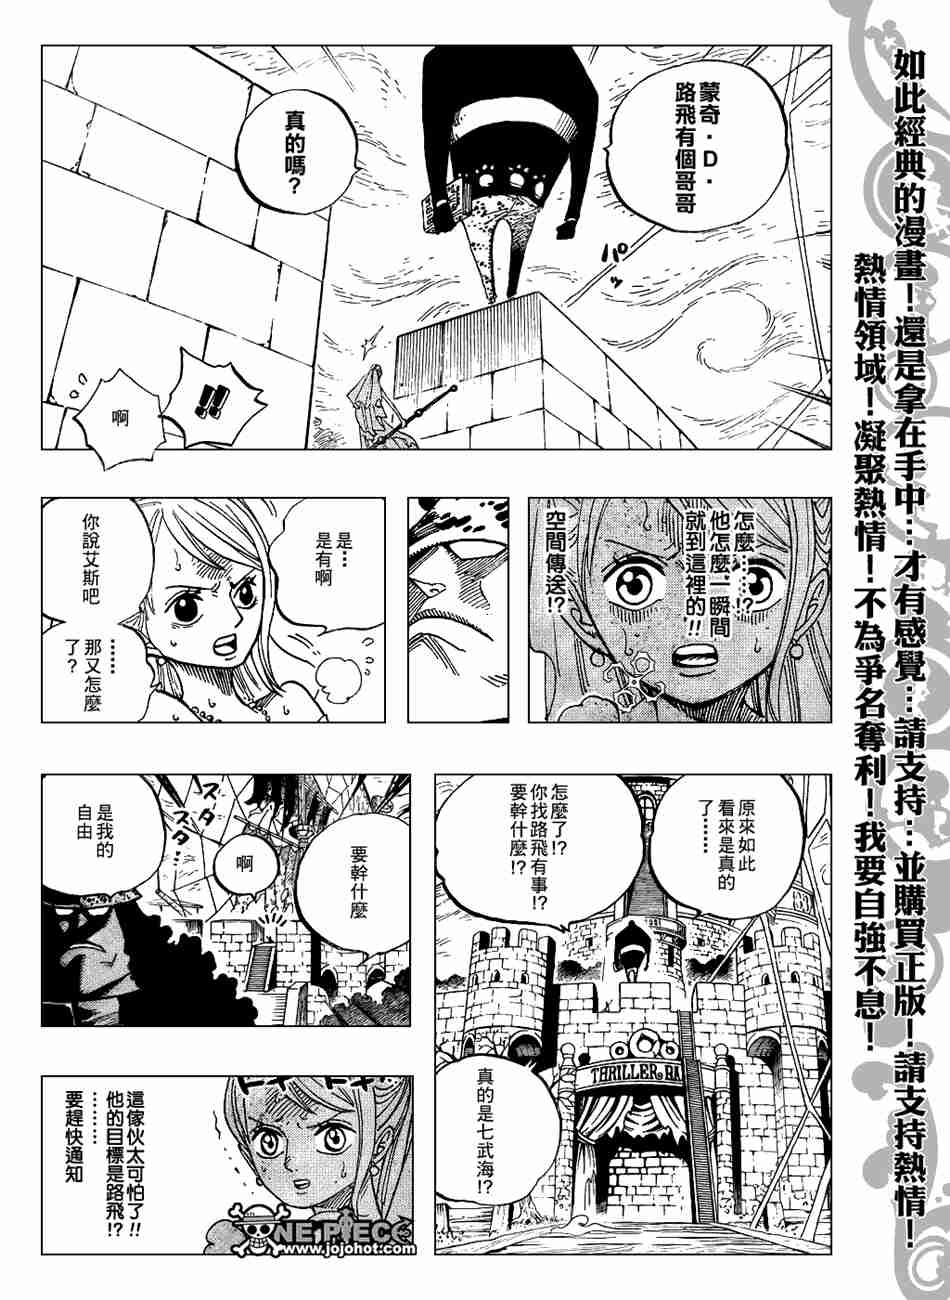 如此經典的漫畫！還是拿在手中…才有感覺…請支持…並購買正版！請支持熱情！
熱情領域！凝聚熱情！不為爭名奪利！我要自強不息！
蒙奇．D．
路飛有個哥哥
真的嗎？
パッ
!!
啊
怎麼………!?
他怎麼一瞬間
就到這裡的!!
空間傳送!?
是…
是有啊
你說艾斯吧
……
那又怎麼
了？
原來如此
看來是真的
了……
怎麼了!?
你找路飛有事!?
要幹什麼!?
THRILLER BA
真的是七武海!?
要幹什麼
啊
スタ
スタ
是我的
自由
這傢伙太可怕了!!
他的目標是路飛!?
………
要趕快通知
ONE PIECE
www.jojohot.com